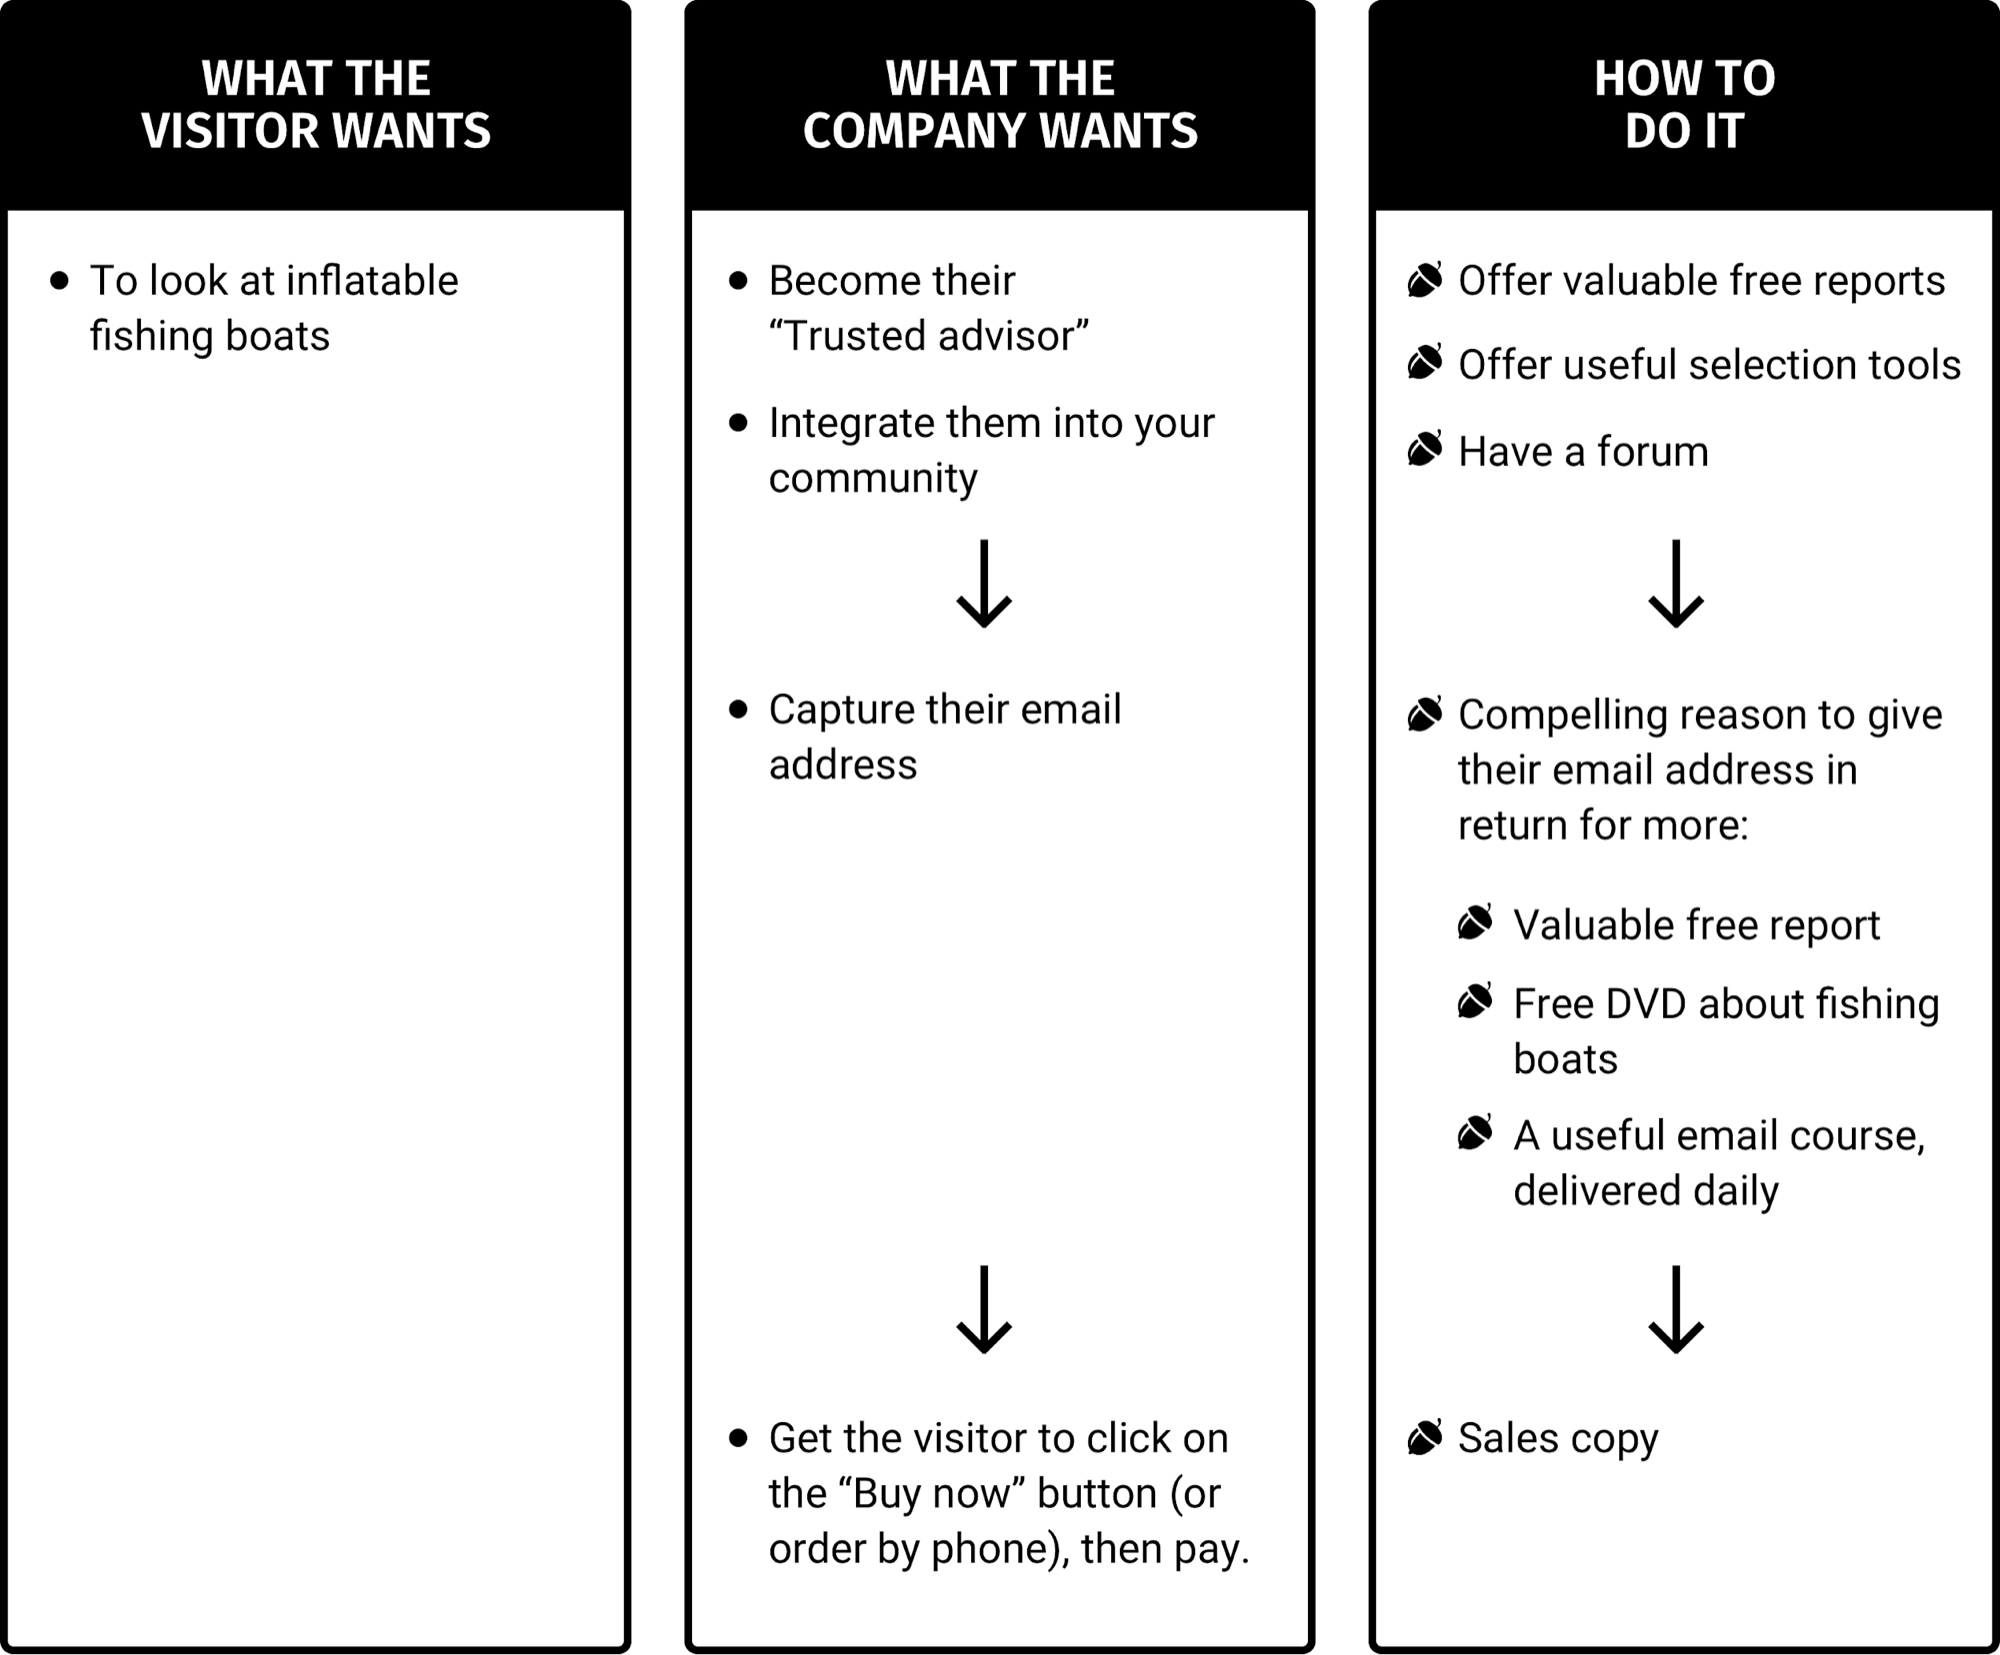 WHAT THE
VISITOR WANTS
To look at inflatable
fishing boats
WHAT THE
COMPANY WANTS
Become their
“Trusted advisor”
Integrate them into your
community
Capture their email
address
Get the visitor to click on
the “Buy now” button (or
order by phone), then pay.
HOW TO
DO IT
Offer valuable free reports
Offer useful selection tools
Have a forum
Compelling reason to give
their email address in
return for more:
Valuable free report
Free DVD about fishing
boats
A useful email course,
delivered daily
Sales copy